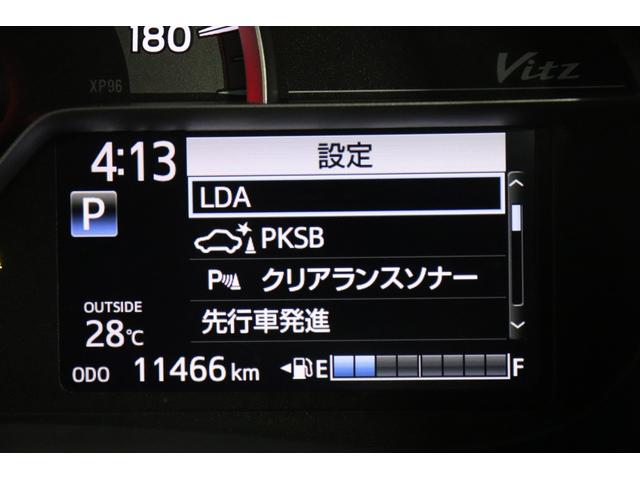 180
XP96
Vitz
4:13
設定
P
LDA
PKSB
P クリアランスソナー
先行車発進
OUTSIDE
28℃
ODO 11466 km
E F